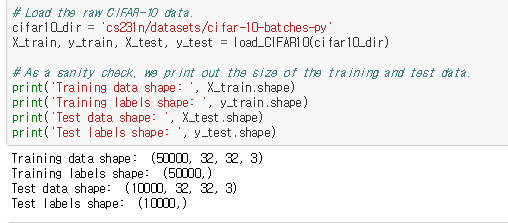 # Load the raw CIFAR-10 data.
cifar10_dir = 'cs231n/datasets/cifar-10-batches-py'
X_train, y_train, X_test, y_test = load_CIFAR10(cifar10_dir)
# As a sanity check, we print out the size of the training and test data.
print('Training data shape: ', X_train.shape)
print('Training labels shape: ', y_train.shape)
print('Test data shape: ', X_test.shape)
print('Test labels shape: ', y_test.shape)
Training data shape:  (50000, 32, 32, 3)
Training labels shape:  (50000,)
Test data shape:  (10000, 32, 32, 3)
Test labels shape:  (10000,)